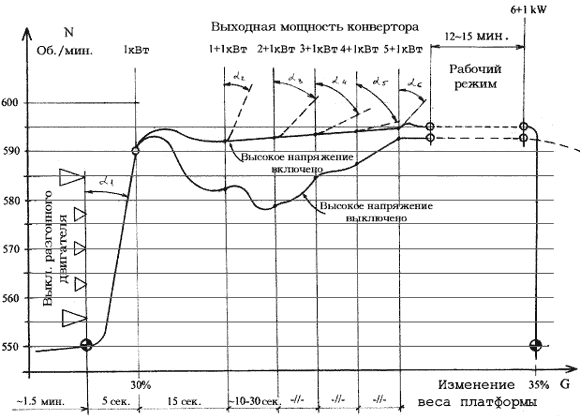 6+1 kW
N
Выходная мощность конвертора
12~15 мин.
Об./мин.
1кВт
1+1кВт
2+1кВт
3+1кВт
4+1кВт
5+1кВт
Рабочий
режим
α2
α3
α4
α5
α6
600
590
580
570
560
550
α1
Высокое напряжение
включено
Высокое напряжение
выключено
Выкл. разгонного
двигателя
30%
35%
G
Изменение
веса платформы
~1.5 мин.
5 сек.
15 сек.
~10-30сек.
-//-
-//-
-//-